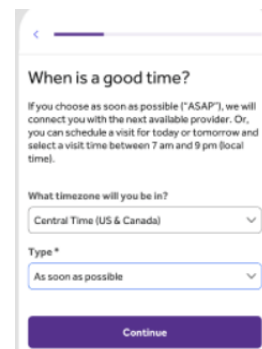 When is a good time?
If you choose as soon as possible ("ASAP"), we will
connect you with the next available provider. Or,
you can schedule a visit for today or tomorrow and
select a visit time between 7 am and 9 pm (local
time).
What timezone will you be in?
Central Time (US & Canada)
Type *
As soon as possible
Continue